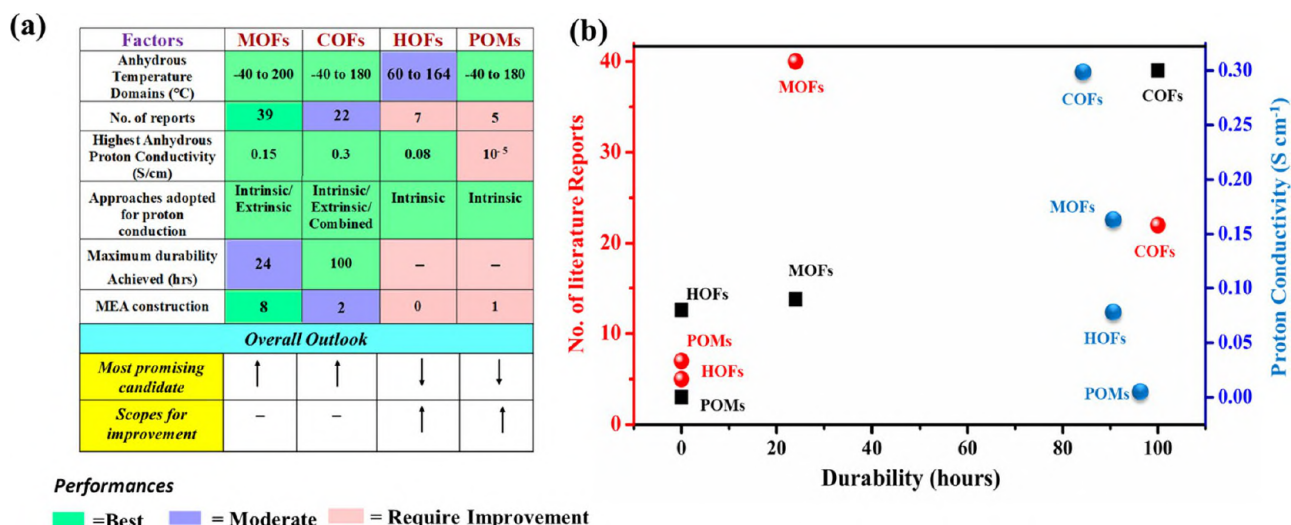 (a)
Factors MOFs COFs HOFs POMs
Anhydrous
Temperature
Domains (°C)
-40 to 200 -40 to 180 60 to 164 -40 to 180
No. of reports 39 22 7 5
Highest Anhydrous
Proton Conductivity
(S/cm)
0.15 0.3 0.08 10⁻⁵
Approaches adopted
for proton
conduction
Intrinsic/
Extrinsic
Intrinsic/
Extrinsic/
Combined
Intrinsic
Intrinsic
Maximum durability
Achieved (hrs)
24 100 – –
MEA construction 8 2 0 1
Overall Outlook
Most promising
candidate
↑ ↑ ↓ ↓
Scopes for
improvement
– – ↑ ↑
Performances
=Best = Moderate = Require Improvement
(b)
No. of literature Reports
40
30
20
10
0
MOFs
COFs
COFs
MOFs
COFs
MOFs
HOFs
POMs
HOFs
POMs
HOFs
POMs
0.30
0.25
0.20
0.15
0.10
0.05
0.00
Proton Conductivity (S cm⁻¹)
0 20 40 60 80 100
Durability (hours)